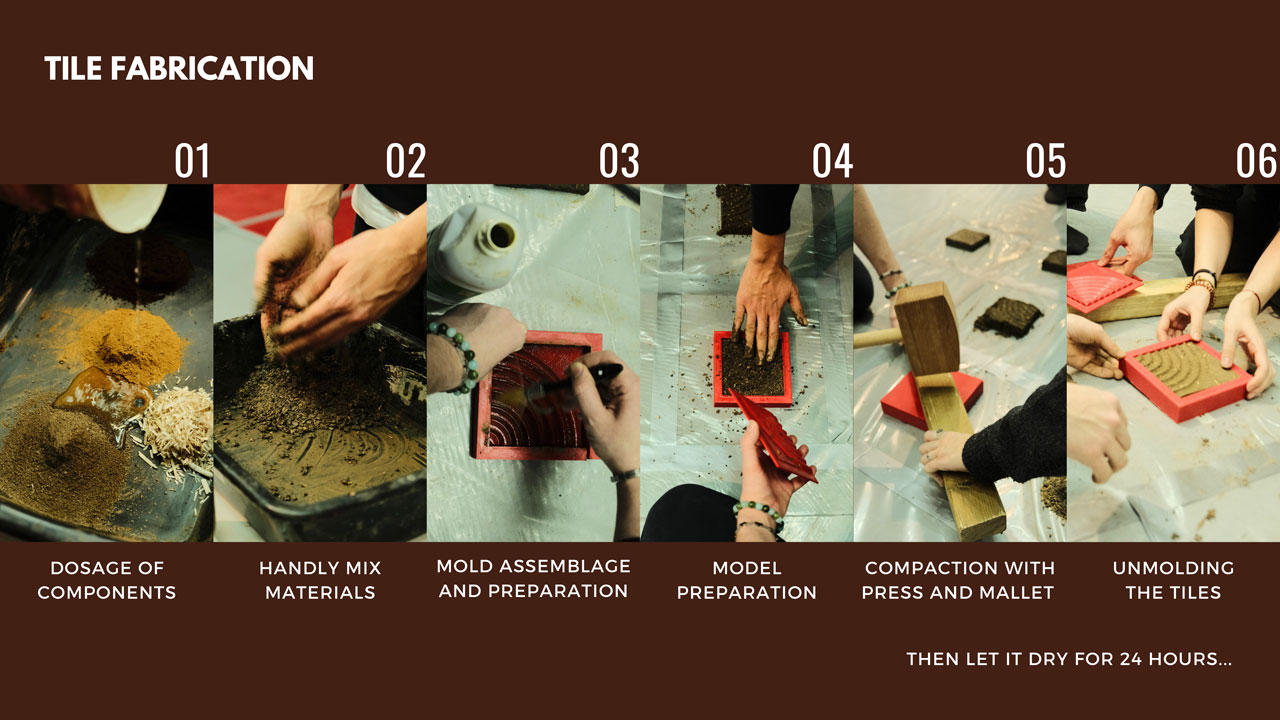 TILE FABRICATION
01
02
03
04
05
06
DOSAGE OF
COMPONENTS
HANDLY MIX
MATERIALS
MOLD ASSEMBLAGE
AND PREPARATION
MODEL
PREPARATION
COMPACTION WITH
PRESS AND MALLET
UNMOLDING
THE TILES
THEN LET IT DRY FOR 24 HOURS...